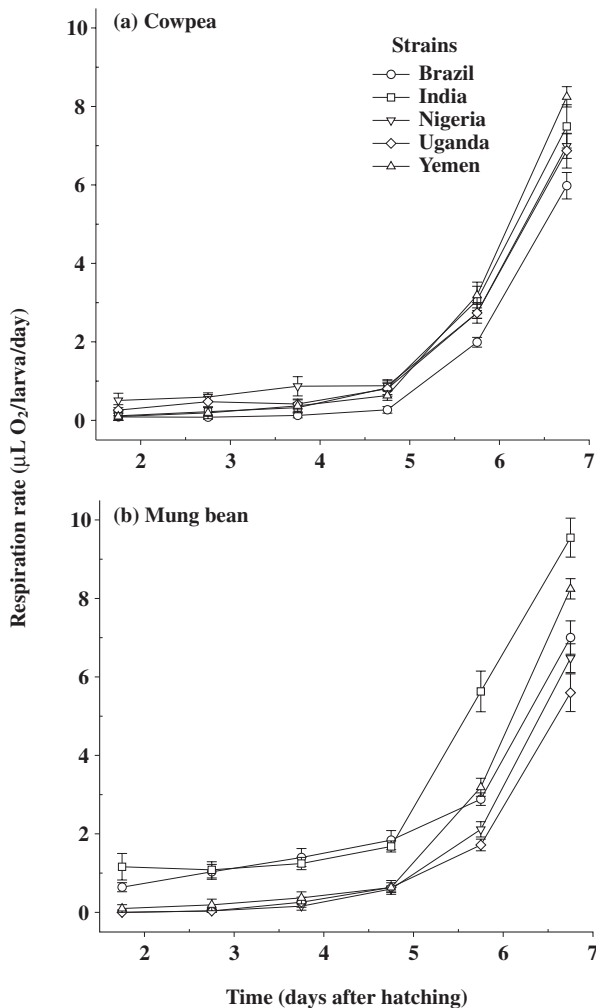 (a) Cowpea
Strains
Brazil
India
Nigeria
Uganda
Yemen
10
8
6
4
2
0
2 3 4 5 6 7
Respiration rate (µL O₂/larva/day)
(b) Mung bean
10
8
6
4
2
0
2 3 4 5 6 7
Time (days after hatching)